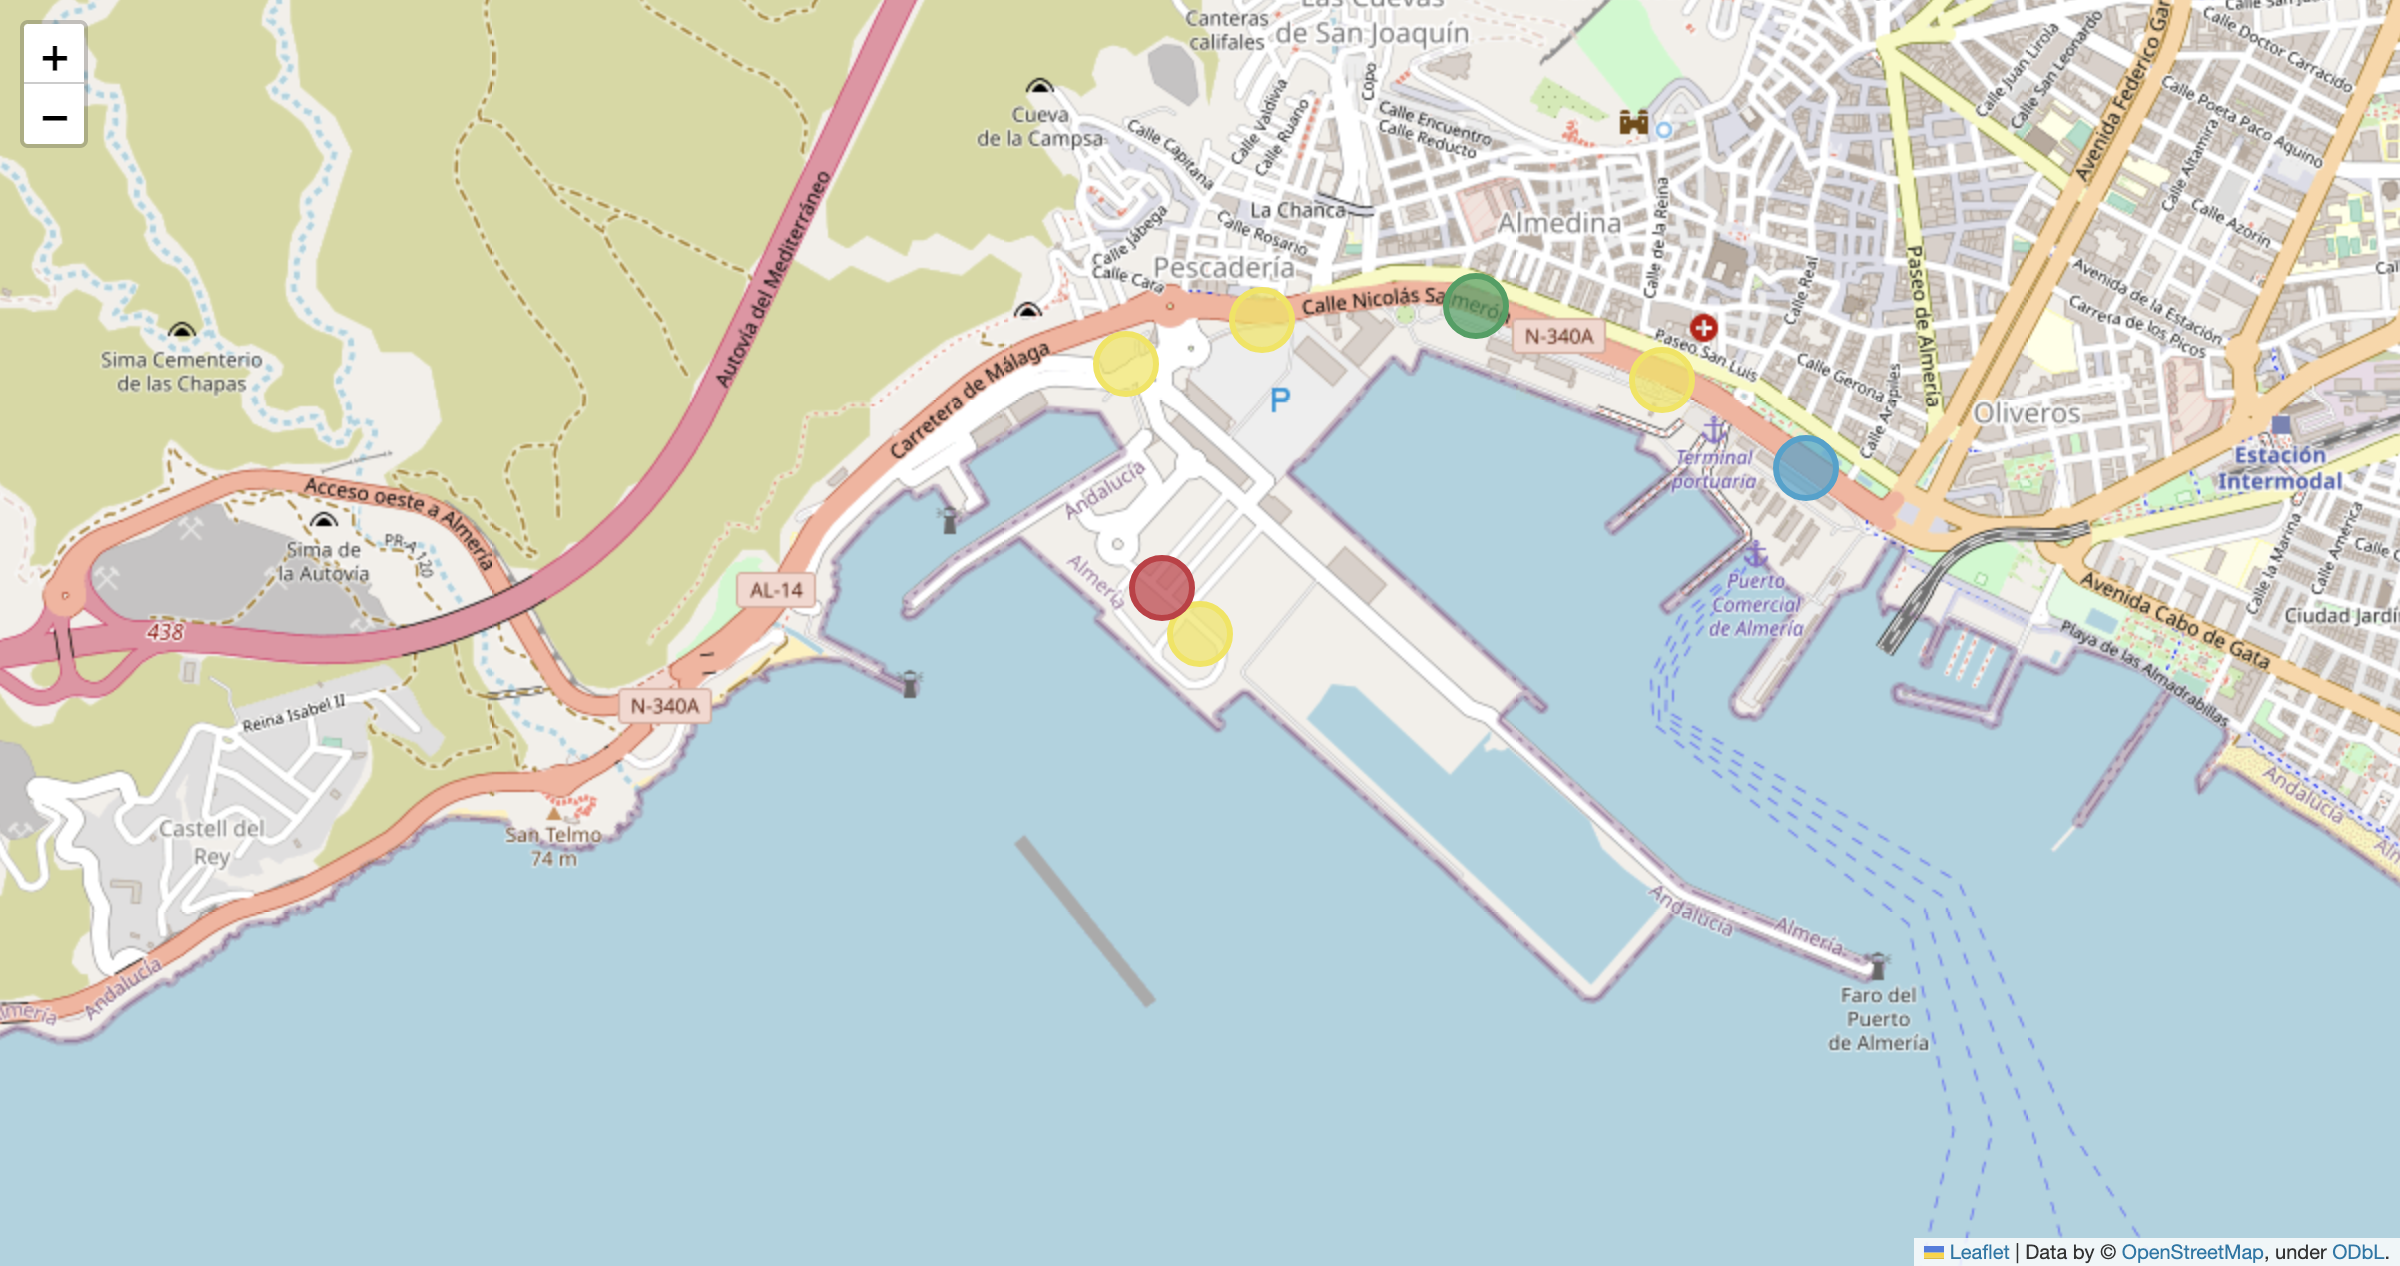 +
−
Las Cuevas
de San Joaquín
Canteras
califales
Cueva
de la Campsa
Calle Capitana
Calle Valdivia
Calle Ruano
Copo
Calle Encuentro
Calle Reducto
La Chanca
Calle Rosario
Calle Jábega
Calle Cara
Pescadería
Almedina
Calle de la Reina
Calle Real
Calle Nicolás Salmerón
N-340A
Paseo San Luis
Calle Gerona
Calle Arapiles
Paseo de Almería
Avenida Federico Gar
Calle Juan Lirola
Calle San Leonardo
Calle San Ju
Calle Doctor Carracido
Calle Poeta Paco Aquino
Calle Altamira
Calle Azorín
Cal
Avenida de la Estación
Carrera de los Picos
Oliveros
Estación
Intermodal
Autovía del Mediterráneo
Carretera de Málaga
P
Sima Cementerio
de las Chapas
Acceso oeste a Almería
Sima de
la Autovía
PR-A 120
438
AL-14
N-340A
Reina Isabel II
Castell del
Rey
San Telmo
74 m
Andalucía
Almería
Terminal
portuaria
Puerto
Comercial
de Almería
Avenida Cabo de Gata
Playa de las Almadrabillas
Calle la Marina
Calle América
Calle C
Ciudad Jardí
Andalucía
Alm
Andalucía
Almería
Faro del
Puerto
de Almería
Andalucía
lmería
Leaflet | Data by © OpenStreetMap, under ODbL.